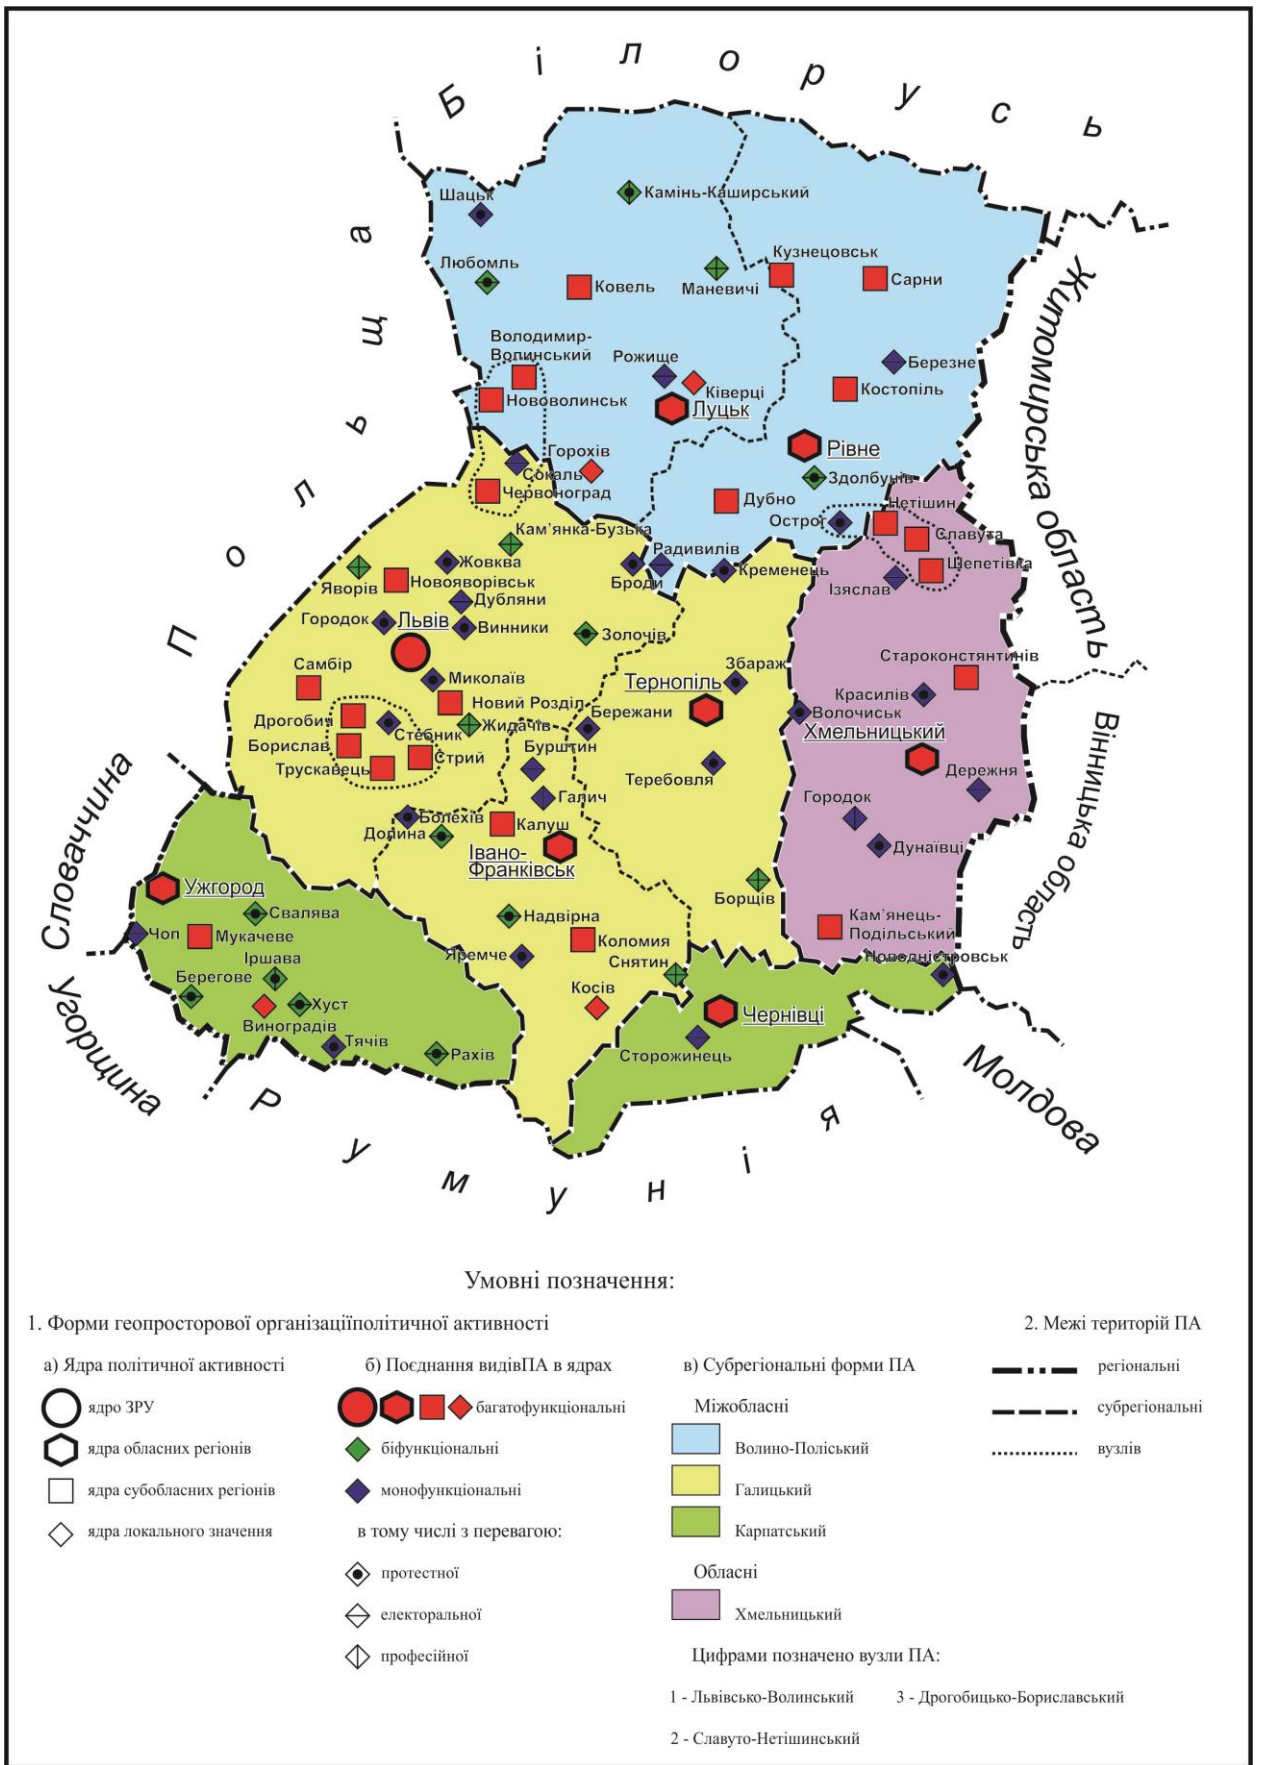 Білорусь
Польща
Словаччина
Угорщина
Румунія
Молдова
Житомирська область
Вінницька область
Шацьк
Камінь-Каширський
Любомль
Ковель
Маневичі
Кузнецовськ
Сарни
Володимир-
Волинський
Нововолинськ
Рожище
Ківерці
Луцьк
Березне
Костопіль
Рівне
Здолбунів
Горохів
Сокаль
Червоноград
Дубно
Острог
Нетішин
Славута
Шепетівка
Ізяслав
Кам'янка-Бузька
Радивилів
Броди
Кременець
Жовква
Яворів
Новояворівськ
Дубляни
Городок
Львів
Винники
Золочів
Самбір
Миколаїв
Новий Розділ
Жидачів
Дрогобич
Стебник
Борислав
Трускавець
Стрий
Тернопіль
Збараж
Бережани
Теребовля
Староконстянтинів
Красилів
Волочиськ
Хмельницький
Дережня
Городок
Дунаївці
Бурштин
Галич
Болехів
Долина
Калуш
Івано-
Франківськ
Борщів
Кам'янець-
Подільський
Новодністровськ
Ужгород
Свалява
Чоп
Мукачеве
Іршава
Берегове
Хуст
Виноградів
Тячів
Рахів
Надвірна
Яремче
Коломия
Снятин
Косів
Чернівці
Сторожинець
Умовні позначення:
1. Форми геопросторової організаціїполітичної активності
2. Межі територій ПА
а) Ядра політичної активності
ядро ЗРУ
ядра обласних регіонів
ядра субобласних регіонів
ядра локального значення
б) Поєднання видівПА в ядрах
багатофункціональні
біфункціональні
монофункціональні
в тому числі з перевагою:
протестної
електоральної
професійної
в) Субрегіональні форми ПА
Міжобласні
Волино-Поліський
Галицький
Карпатський
Обласні
Хмельницький
Цифрами позначено вузли ПА:
1 - Львівсько-Волинський
3 - Дрогобицько-Бориславський
2 - Славуто-Нетішинський
регіональні
субрегіональні
вузлів